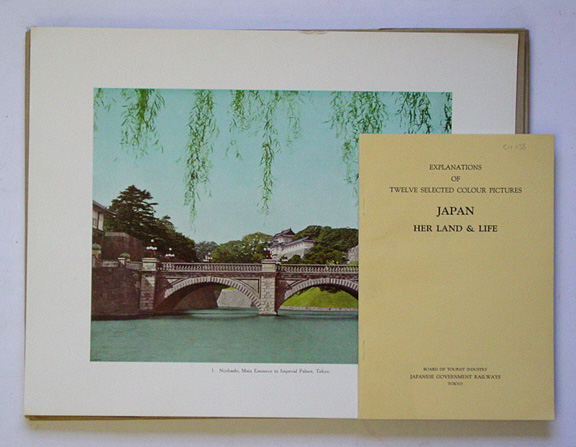 EXPLANATIONS
OF
TWELVE SELECTED COLOUR PICTURES
JAPAN
HER LAND & LIFE
BOARD OF TOURIST INDUSTRY
JAPANESE GOVERNMENT RAILWAYS
TOKYO
1. Nijubashi, Main Entrance to Imperial Palace, Tokyo.